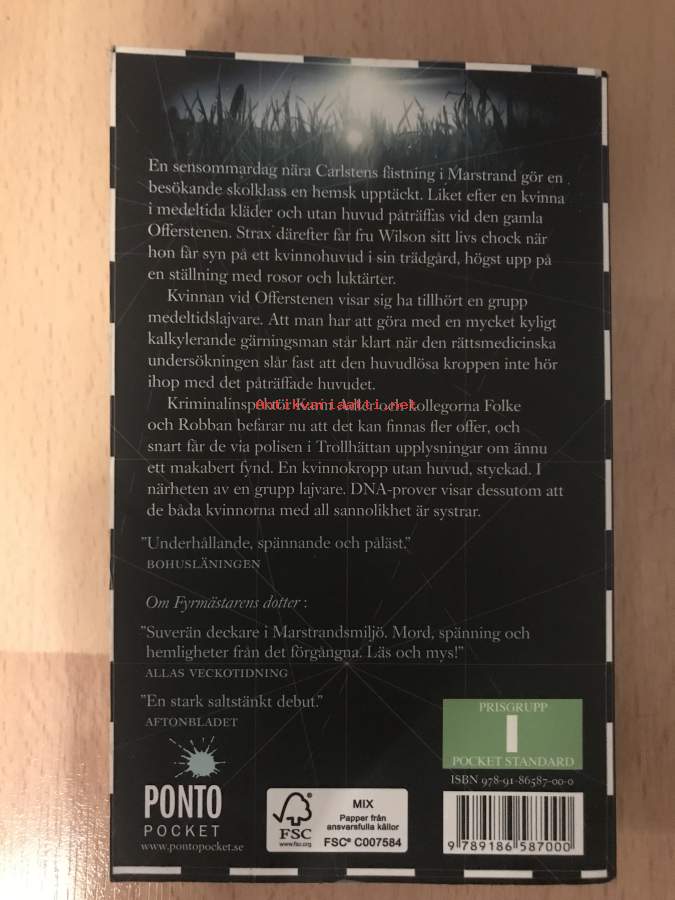 En sensommardag nära Carlstens fästning i Marstrand gör en
besökande skolklass en hemsk upptäckt. Liket efter en kvinna
i medeltida kläder och utan huvud påträffas vid den gamla
Offerstenen. Strax därefter får fru Wilson sitt livs chock när
hon får syn på ett kvinnohuvud i sin trädgård, högst upp på
en ställning med rosor och luktärter.
Kvinnan vid Offerstenen visar sig ha tillhört en grupp
medeltidslajvare. Att man har att göra med en mycket kyligt
kalkylerande gärningsman står klart när den rättsmedicinska
undersökningen slår fast att den huvudlösa kroppen inte hör
ihop med det påträffade huvudet.
Kriminalinspektör Karin Adler och kollegorna Folke
Antikvariaatti.net
och Robban befarar nu att det kan finnas fler offer, och
snart får de via polisen i Trollhättan upplysningar om ännu
ett makabert fynd. En kvinnokropp utan huvud, styckad. I
närheten av en grupp lajvare. DNA-prover visar dessutom att
de båda kvinnorna med all sannolikhet är systrar.
"Underhållande, spännande och påläst."
BOHUSLÄNINGEN
Om Fyrmästarens dotter:
"Suverän deckare i Marstrandsmiljö. Mord, spänning och
hemligheter från det förgångna. Läs och mys!"
ALLAS VECKOTIDNING
"En stark saltstänkt debut."
AFTONBLADET
PONTO
POCKET
www.pontopocket.se
FSC
www.fsc.org
MIX
Papper från
ansvarsfulla källor
FSC® C007584
PRISGRUPP
I
POCKET STANDARD
ISBN 978-91-86587-00-0
9 789186 587000